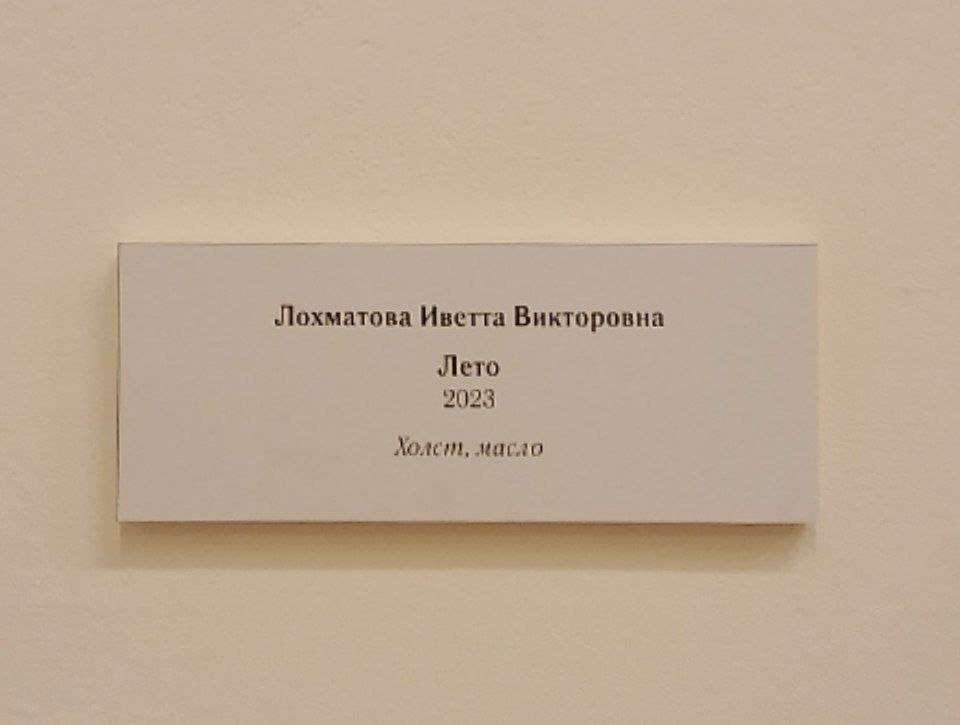 Лохматова Иветта Викторовна
Лето
2023
Холст, масло